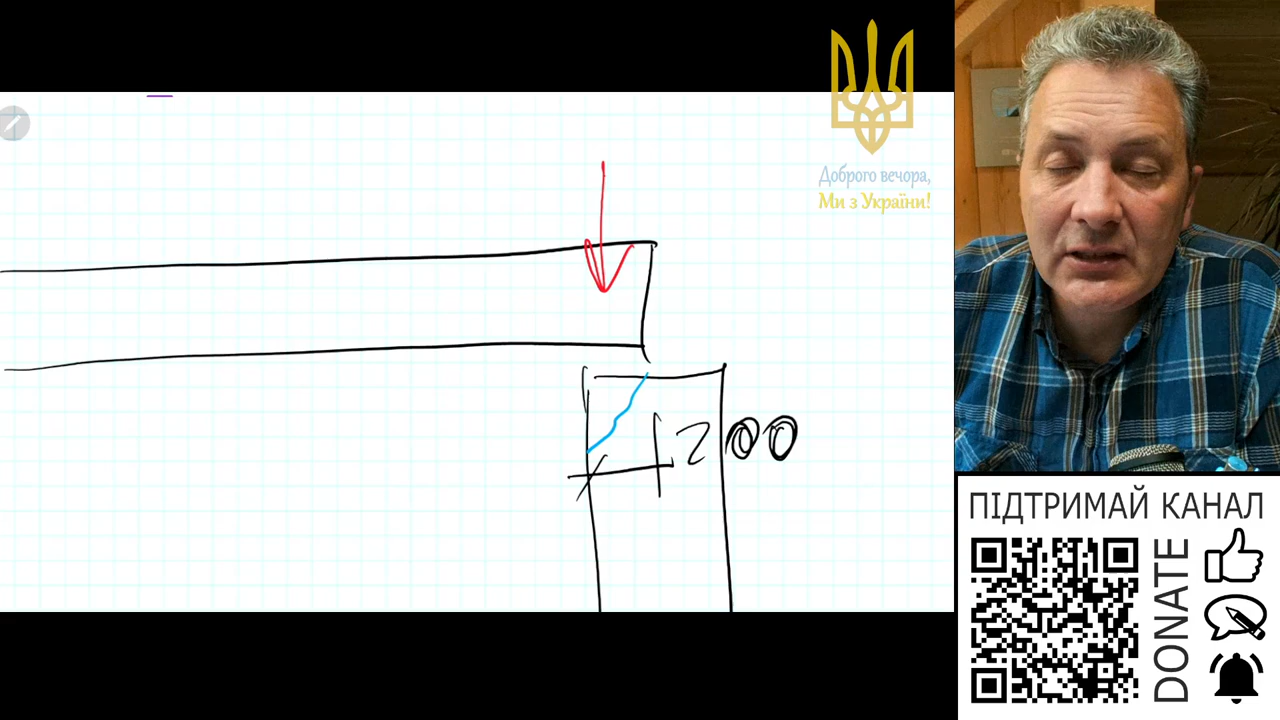 Доброго вечора,
Ми з України!
200
ПІДТРИМАЙ КАНАЛ
DONATE